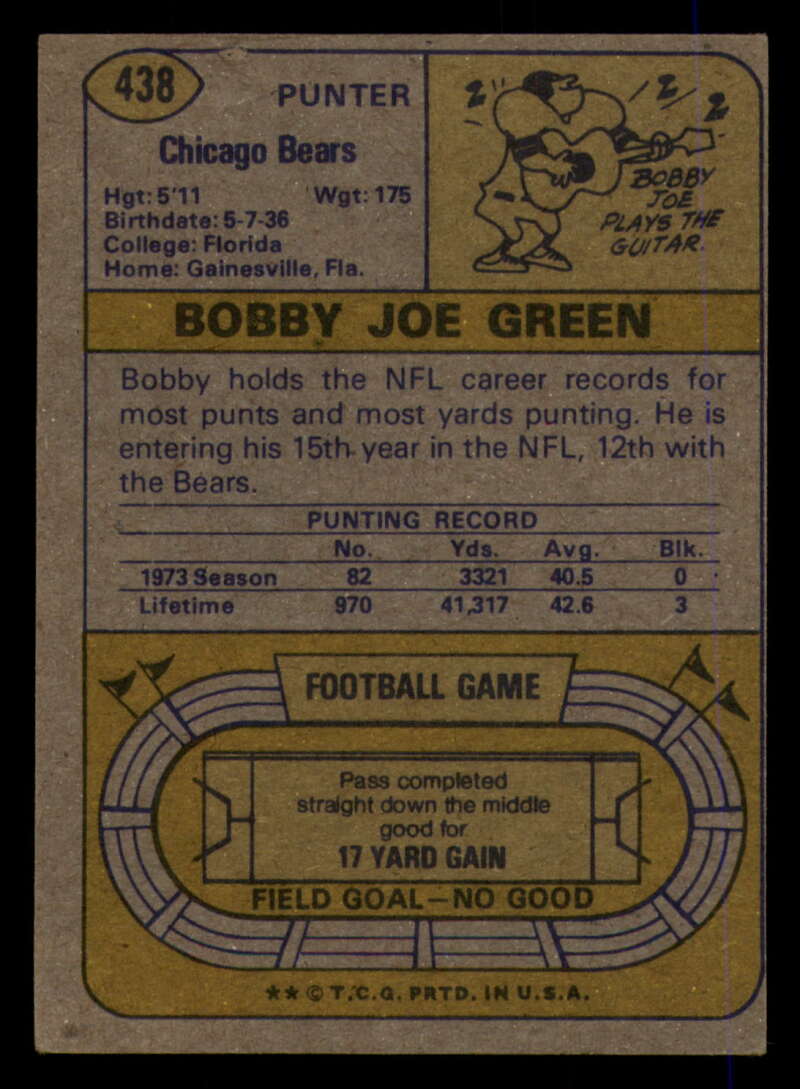 438
PUNTER
Chicago Bears
Hgt: 5'11 Wgt: 175
Birthdate: 5-7-36
College: Florida
Home: Gainesville, Fla.
2 2 2
BOBBY
JOE
PLAYS THE
GUITAR.
BOBBY JOE GREEN
Bobby holds the NFL career records for
most punts and most yards punting. He is
entering his 15th year in the NFL, 12th with
the Bears.
PUNTING RECORD
No. Yds. Avg. Blk.
1973 Season 82 3321 40.5 0
Lifetime 970 41,317 42.6 3
FOOTBALL GAME
Pass completed
straight down the middle
good for
17 YARD GAIN
FIELD GOAL—NO GOOD
★★ © T.C.G. PRTD. IN U.S.A.